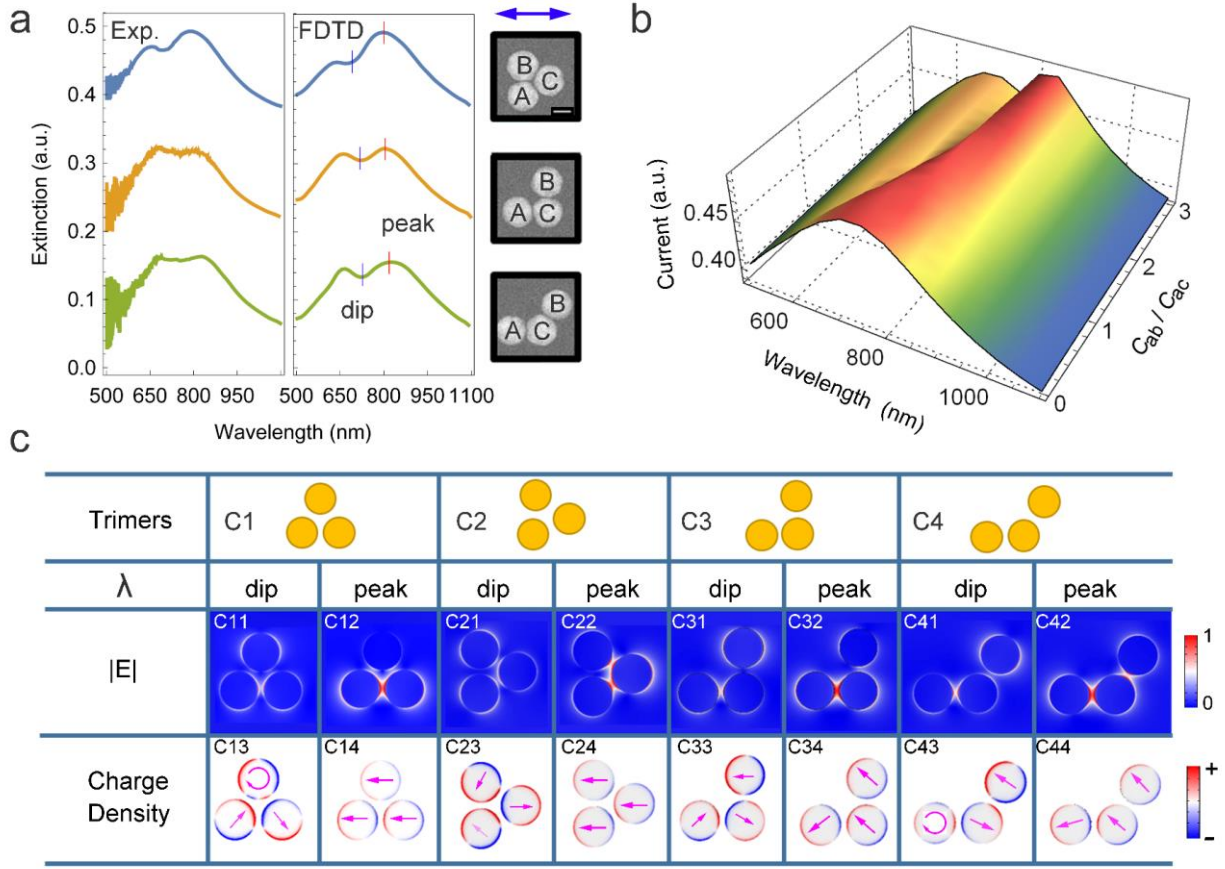 a
Exp.
FDTD
0.5
0.4
0.3
0.2
0.1
0.0
Extinction (a.u.)
peak
dip
500 650 800 950
500 650 800 950 1100
Wavelength (nm)
B
C
A
B
A C
B
A C
b
Current (a.u.)
0.45
0.40
600
800
1000
Wavelength (nm)
0
1
2
3
Cab / Cac
c
Trimers C1 C2 C3 C4
λ dip peak dip peak dip peak dip peak
|E| C11 C12 C21 C22 C31 C32 C41 C42
1
0
Charge
Density
C13 C14 C23 C24 C33 C34 C43 C44
+
-